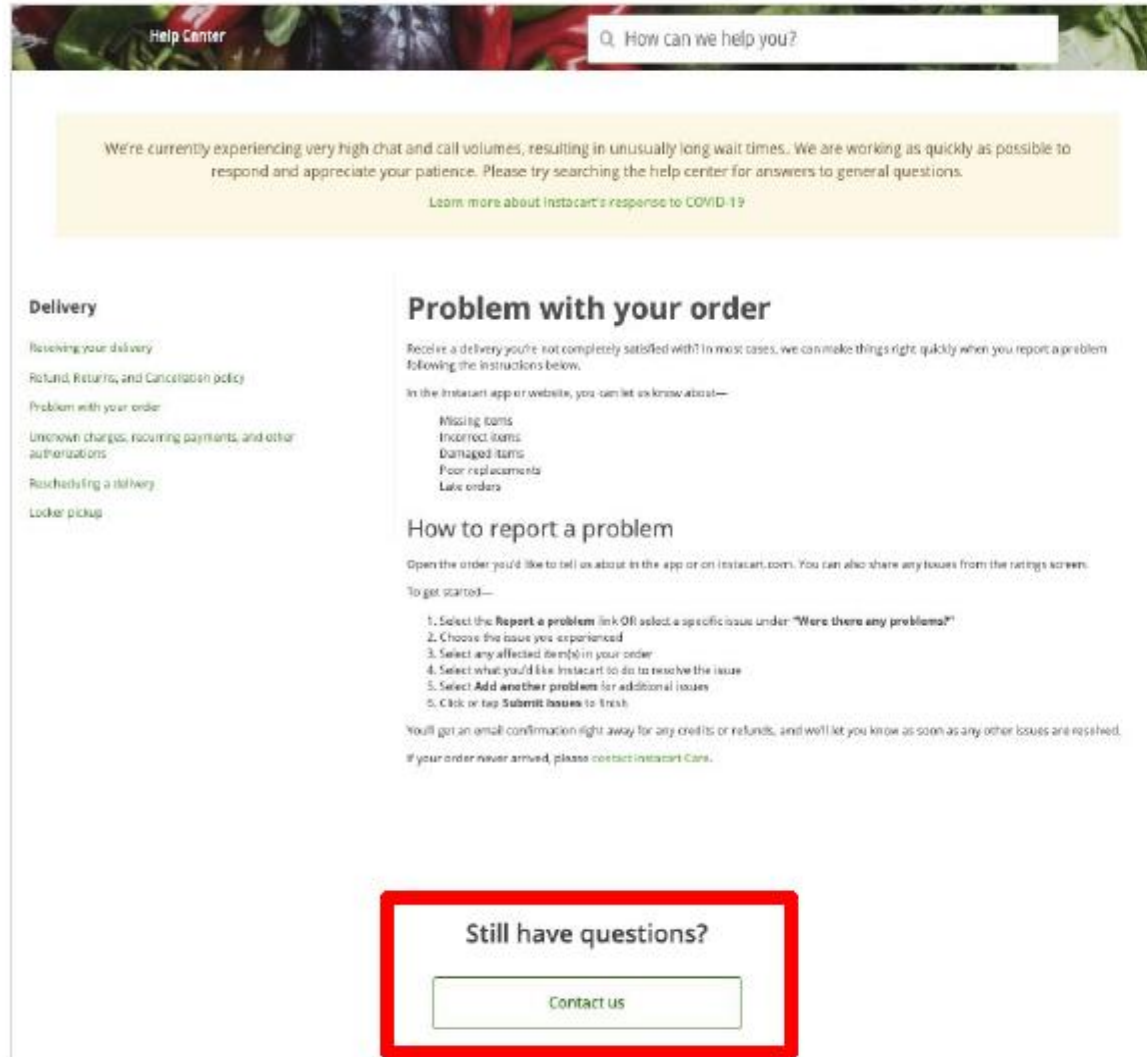 Help Center
How can we help you?
We're currently experiencing very high chat and call volumes, resulting in unusually long wait times. We are working as quickly as possible to
respond and appreciate your patience. Please try searching the help center for answers to general questions.
Learn more about Instacart's response to COVID-19
Delivery
Receiving your delivery
Refund, Returns, and Cancellation policy
Problem with your order
Unknown charges, recurring payments, and other
authorizations
Rescheduling a delivery
Locker pickup
Problem with your order
Receive a delivery you're not completely satisfied with? In most cases, we can make things right quickly when you report a problem
following the instructions below.
In the Instacart app or website, you can let us know about—
Missing items
Incorrect items
Damaged items
Poor replacements
Late orders
How to report a problem
Open the order you'd like to tell us about in the app or on instacart.com. You can also share any issues from the ratings screen.
To get started—
1. Select the Report a problem link OR select a specific issue under "Were there any problems?"
2. Choose the issue you experienced
3. Select any affected item(s) in your order
4. Select what you'd like Instacart to do to resolve the issue
5. Select Add another problem for additional issues
6. Click or tap Submit Issues to finish
You'll get an email confirmation right away for any credits or refunds, and we'll let you know as soon as any other issues are resolved.
If your order never arrived, please contact Instacart Care.
Still have questions?
Contact us